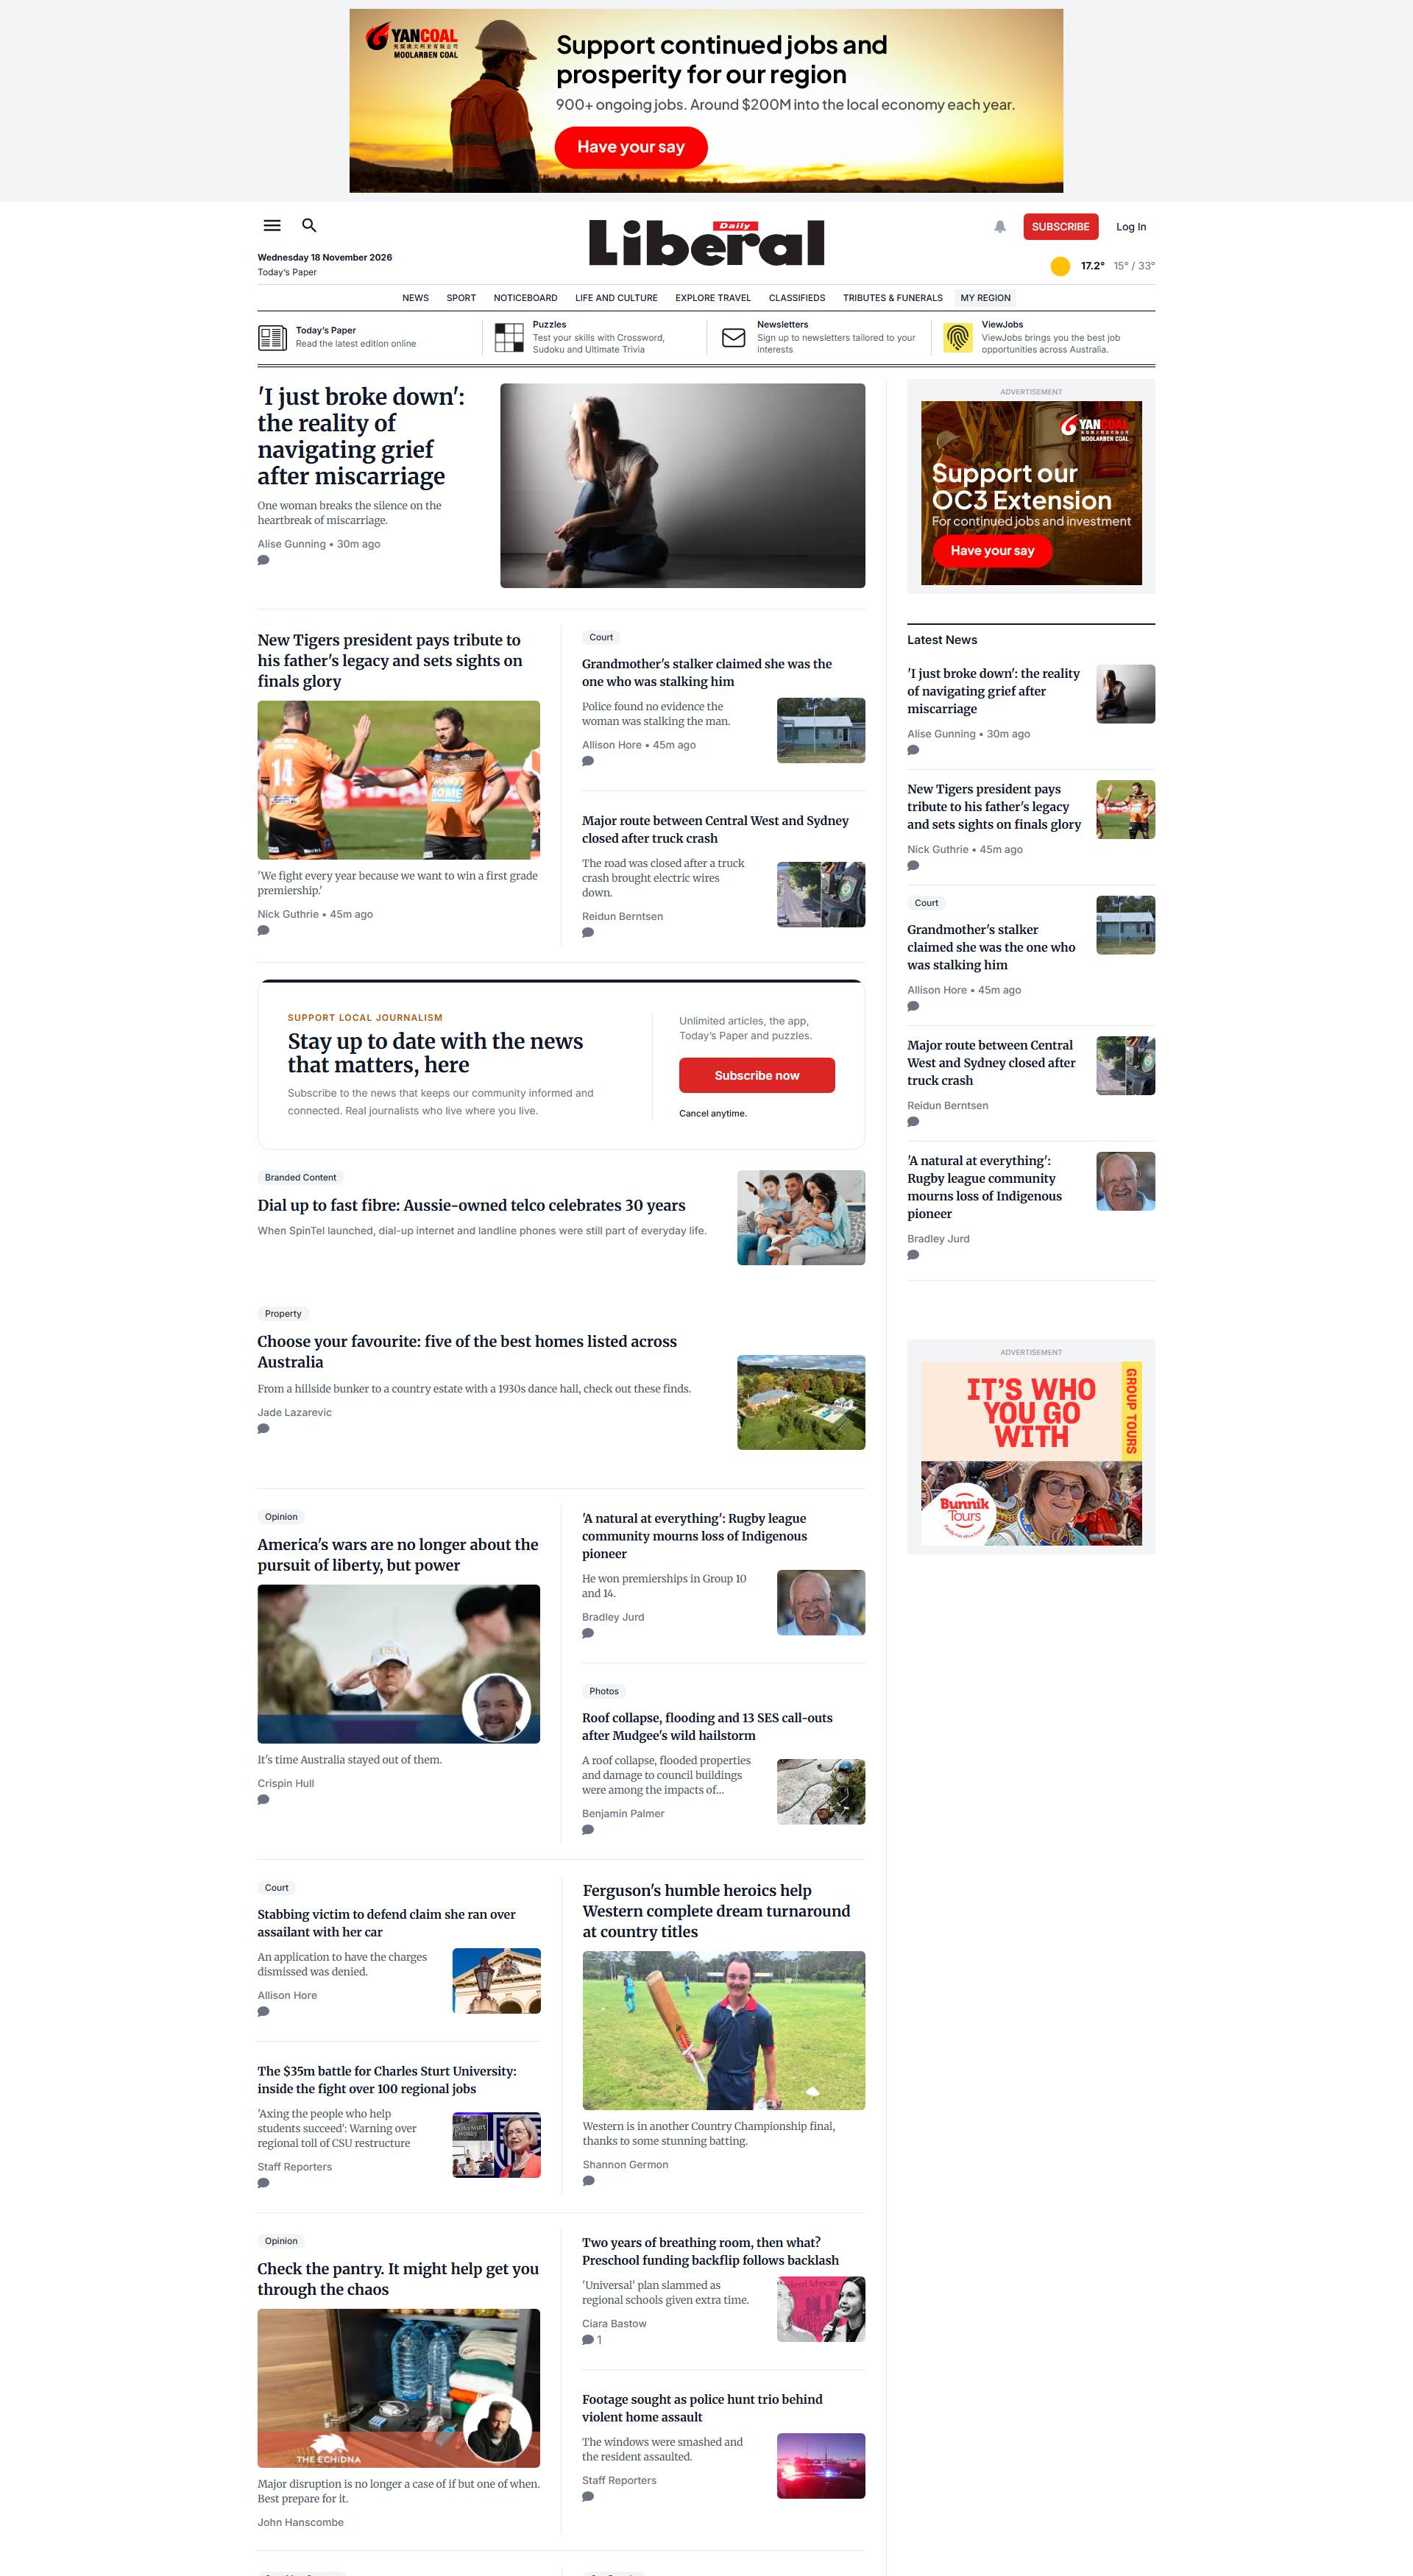 YANCOAL
MOOLARBEN COAL
Support continued jobs and
prosperity for our region
900+ ongoing jobs. Around $200M into the local economy each year.
Have your say
Daily
Liberal
SUBSCRIBE
Log In
Wednesday 18 November 2026
Today's Paper
17.2° 15° / 33°
NEWS SPORT NOTICEBOARD LIFE AND CULTURE EXPLORE TRAVEL CLASSIFIEDS TRIBUTES & FUNERALS MY REGION
Today's Paper
Read the latest edition online
Puzzles
Test your skills with Crossword,
Sudoku and Ultimate Trivia
Newsletters
Sign up to newsletters tailored to your
interests
ViewJobs
ViewJobs brings you the best job
opportunities across Australia.
'I just broke down':
the reality of
navigating grief
after miscarriage
One woman breaks the silence on the
heartbreak of miscarriage.
Alise Gunning • 30m ago
New Tigers president pays tribute to
his father's legacy and sets sights on
finals glory
14
'We fight every year because we want to win a first grade
premiership.'
Nick Guthrie • 45m ago
Court
Grandmother's stalker claimed she was the
one who was stalking him
Police found no evidence the
woman was stalking the man.
Allison Hore • 45m ago
Major route between Central West and Sydney
closed after truck crash
The road was closed after a truck
crash brought electric wires
down.
Reidun Berntsen
SUPPORT LOCAL JOURNALISM
Stay up to date with the news
that matters, here
Subscribe to the news that keeps our community informed and
connected. Real journalists who live where you live.
Unlimited articles, the app,
Today's Paper and puzzles.
Subscribe now
Cancel anytime.
Branded Content
Dial up to fast fibre: Aussie-owned telco celebrates 30 years
When SpinTel launched, dial-up internet and landline phones were still part of everyday life.
Property
Choose your favourite: five of the best homes listed across
Australia
From a hillside bunker to a country estate with a 1930s dance hall, check out these finds.
Jade Lazarevic
Opinion
America's wars are no longer about the
pursuit of liberty, but power
USA
It's time Australia stayed out of them.
Crispin Hull
'A natural at everything': Rugby league
community mourns loss of Indigenous
pioneer
He won premierships in Group 10
and 14.
Bradley Jurd
Photos
Roof collapse, flooding and 13 SES call-outs
after Mudgee's wild hailstorm
A roof collapse, flooded properties
and damage to council buildings
were among the impacts of...
Benjamin Palmer
Court
Stabbing victim to defend claim she ran over
assailant with her car
An application to have the charges
dismissed was denied.
Allison Hore
The $35m battle for Charles Sturt University:
inside the fight over 100 regional jobs
'Axing the people who help
students succeed': Warning over
regional toll of CSU restructure
Staff Reporters
Ferguson's humble heroics help
Western complete dream turnaround
at country titles
Western is in another Country Championship final,
thanks to some stunning batting.
Shannon Germon
Opinion
Check the pantry. It might help get you
through the chaos
THE ECHIDNA
Major disruption is no longer a case of if but one of when.
Best prepare for it.
John Hanscombe
Two years of breathing room, then what?
Preschool funding backflip follows backlash
'Universal' plan slammed as
regional schools given extra time.
Ciara Bastow
1
Footage sought as police hunt trio behind
violent home assault
The windows were smashed and
the resident assaulted.
Staff Reporters
ADVERTISEMENT
YANCOAL
MOOLARBEN COAL
Support our
OC3 Extension
For continued jobs and investment
Have your say
Latest News
'I just broke down': the reality
of navigating grief after
miscarriage
Alise Gunning • 30m ago
New Tigers president pays
tribute to his father's legacy
and sets sights on finals glory
Nick Guthrie • 45m ago
Court
Grandmother's stalker
claimed she was the one who
was stalking him
Allison Hore • 45m ago
Major route between Central
West and Sydney closed after
truck crash
Reidun Berntsen
'A natural at everything':
Rugby league community
mourns loss of Indigenous
pioneer
Bradley Jurd
ADVERTISEMENT
IT'S WHO
YOU GO
WITH
GROUP TOURS
Bunnik
Tours